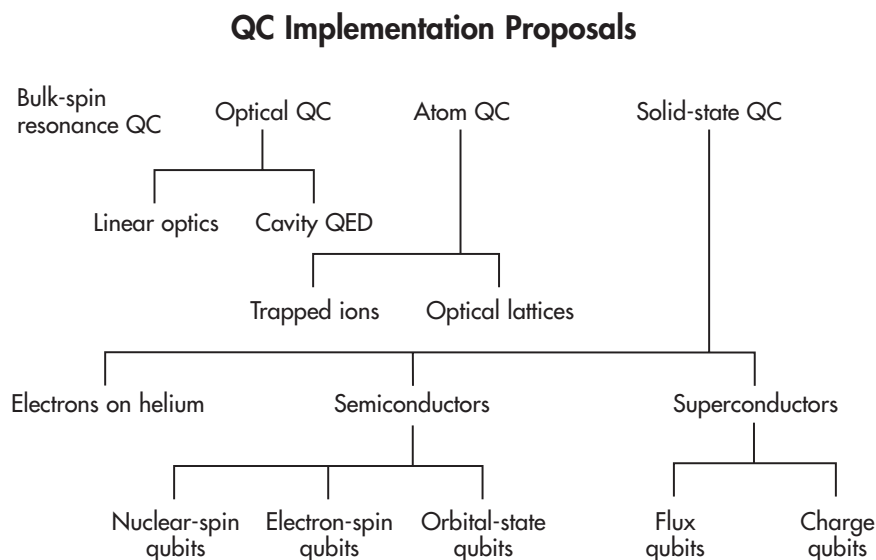 QC Implementation Proposals
Bulk-spin
resonance QC
Optical QC
Atom QC
Solid-state QC
Linear optics
Cavity QED
Trapped ions
Optical lattices
Electrons on helium
Semiconductors
Superconductors
Nuclear-spin
qubits
Electron-spin
qubits
Orbital-state
qubits
Flux
qubits
Charge
qubits